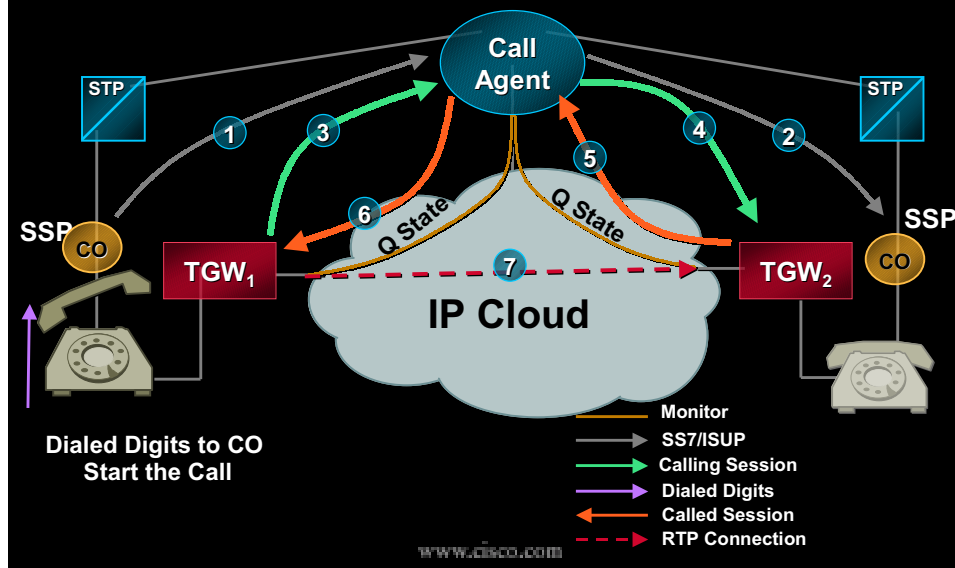 Call
Agent
STP
STP
1
3
4
2
5
6
Q State
Q State
SSP
CO
SSP
CO
TGW1
7
TGW2
IP Cloud
Dialed Digits to CO
Start the Call
Monitor
SS7/ISUP
Calling Session
Dialed Digits
Called Session
RTP Connection
www.cisco.com